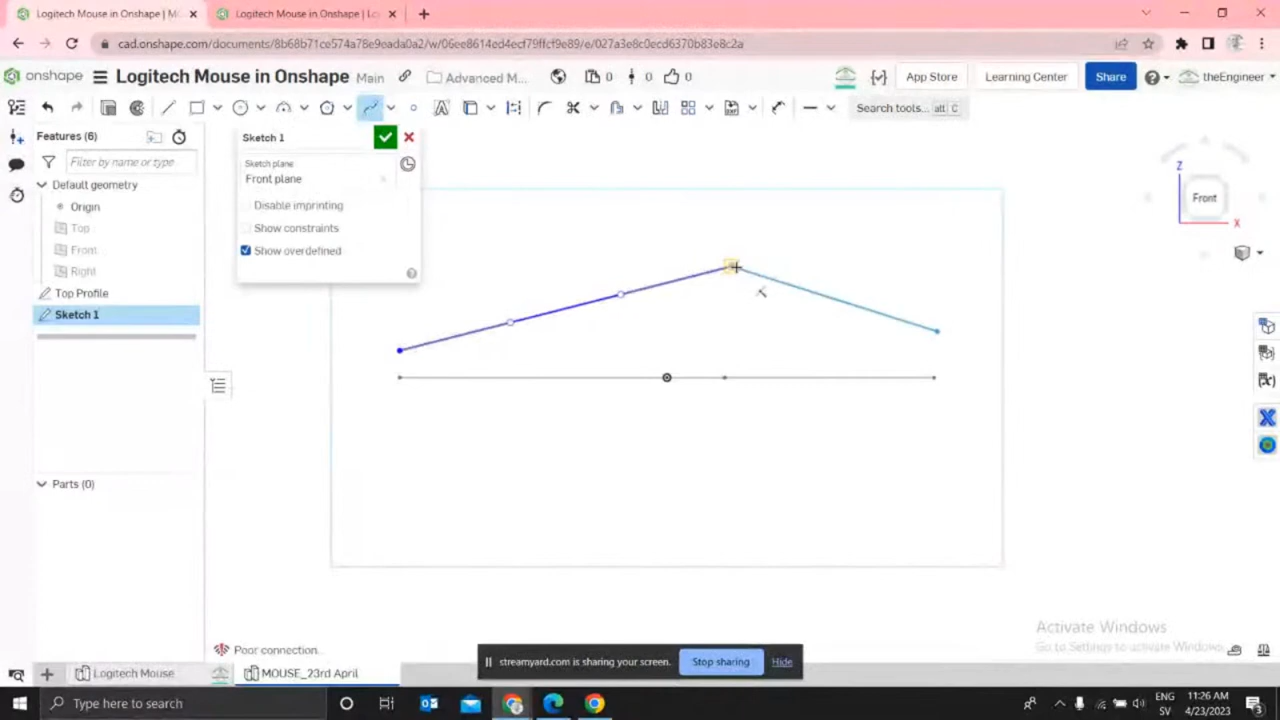 Logitech Mouse in Onshape | M
Logitech Mouse in Onshape | Lo
cad.onshape.com/documents/8b68b71ce574a78e9eada0a2/w/06ee8614ed4ecf79ffcf9e89/e/027a3e8c0ecd6370b83e8c2a
onshape
Logitech Mouse in Onshape
Main
Advanced M...
0
0
0
App Store
Learning Center
Share
theEngineer
Search tools...
alt C
Features (6)
Filter by name or type
Default geometry
Origin
Top
Front
Right
Top Profile
Sketch 1
Parts (0)
Sketch 1
Sketch plane
Front plane
Disable imprinting
Show constraints
Show overdefined
Z
Front
X
Activate Windows
Go to Settings to activate Windows.
Poor connection...
streamyard.com is sharing your screen.
Stop sharing
Hide
Logitech Mouse
MOUSE_23rd April
Type here to search
ENG
SV
11:26 AM
4/23/2023
3